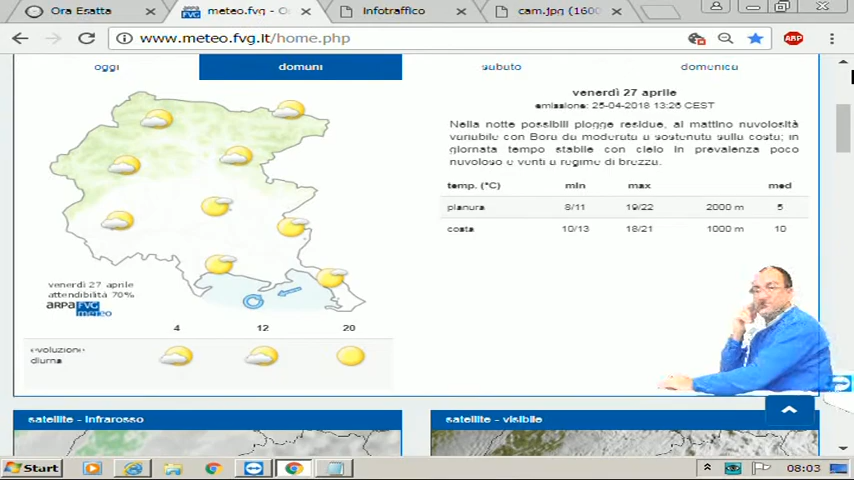 Ora Esatta
meteo.fvg - O
Infotraffico
cam.jpg (1600
www.meteo.fvg.it/home.php
ABP
oggi
domani
sabato
domenica
venerdì 27 aprile
emissione: 25-04-2018 13:26 CEST
Nella notte possibili piogge residue, al mattino nuvolosità
variabile con Bora da moderata a sostenuta sulla costa; in
giornata tempo stabile con cielo in prevalenza poco
nuvoloso e venti a regime di brezza.
temp. (°C) min max med
pianura 8/11 19/22 2000 m 5
costa 10/13 18/21 1000 m 10
venerdì 27 aprile
attendibilità 70%
ARPA FVG
meteo
4 12 20
evoluzione
diurna
satellite - infrarosso
satellite - visibile
Start
08:03